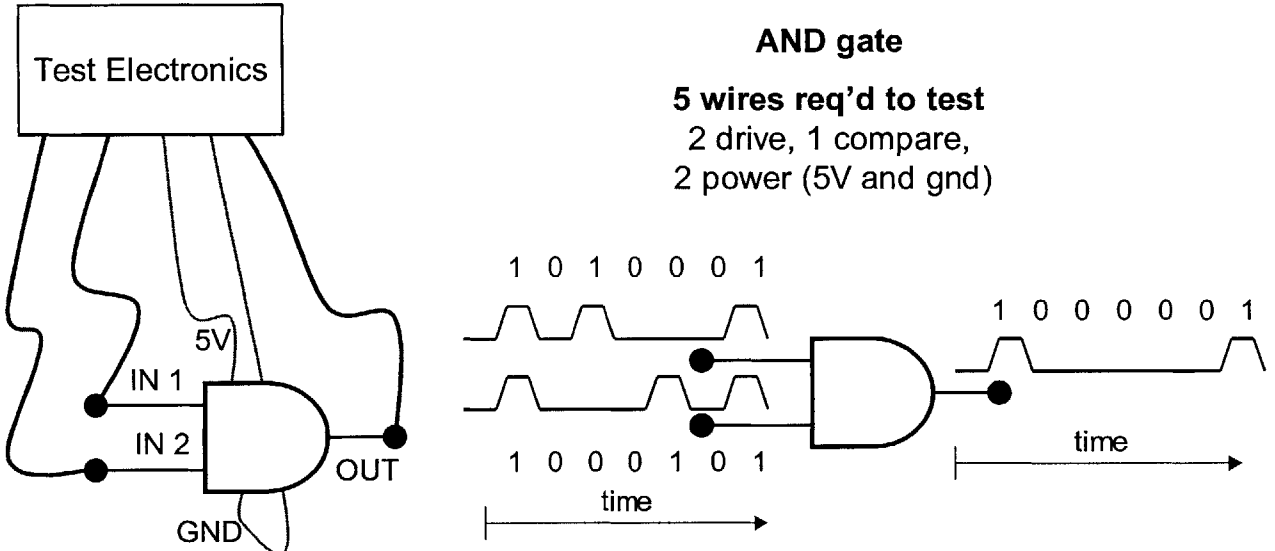 Test Electronics
AND gate
5 wires req'd to test
2 drive, 1 compare,
2 power (5V and gnd)
1 0 1 0 0 0 1
1 0 0 0 0 0 1
5V
IN 1
IN 2
OUT
GND
1 0 0 0 1 0 1
time
time